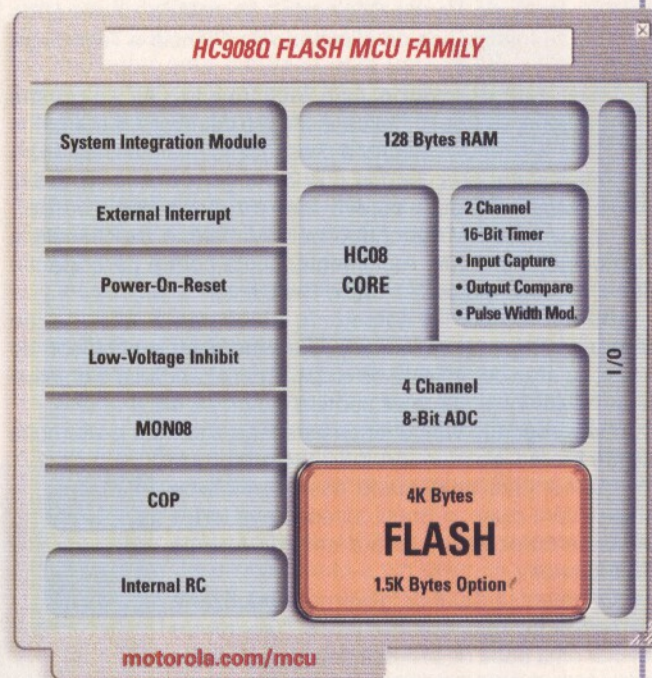 HC908Q FLASH MCU FAMILY
System Integration Module
External Interrupt
Power-On-Reset
Low-Voltage Inhibit
MON08
COP
Internal RC
128 Bytes RAM
HC08
CORE
2 Channel
16-Bit Timer
• Input Capture
• Output Compare
• Pulse Width Mod.
4 Channel
8-Bit ADC
4K Bytes
FLASH
1.5K Bytes Option
I/O
motorola.com/mcu